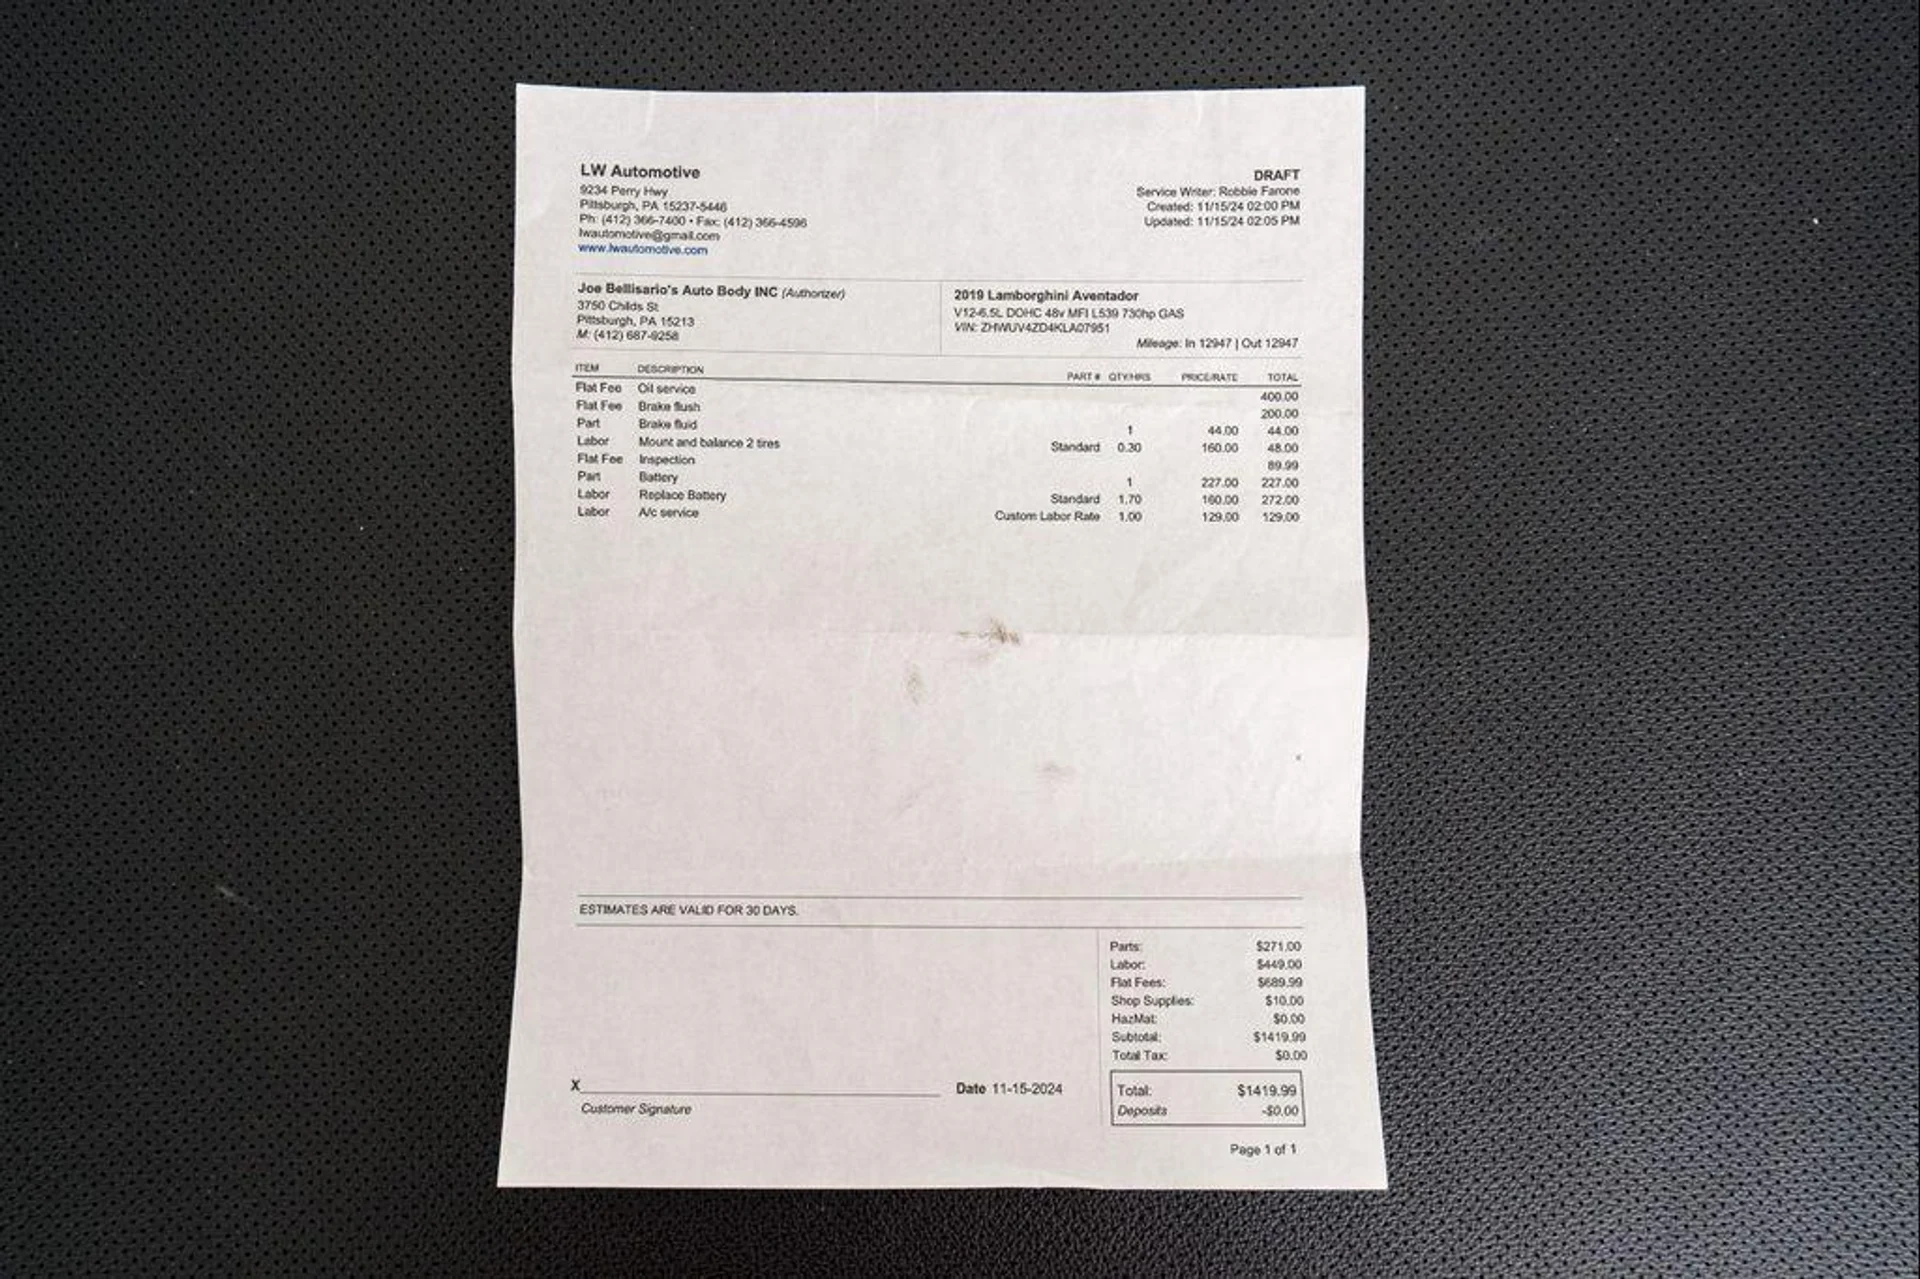 LW Automotive
9234 Perry Hwy
Pittsburgh, PA 15237-5446
Ph: (412) 366-7400 • Fax: (412) 366-4596
lwautomotive@gmail.com
www.lwautomotive.com
DRAFT
Service Writer: Robbie Farone
Created: 11/15/24 02:00 PM
Updated: 11/15/24 02:05 PM
Joe Bellisario's Auto Body INC (Authorizer)
3750 Childs St
Pittsburgh, PA 15213
M: (412) 687-9258
2019 Lamborghini Aventador
V12-6.5L DOHC 48v MFI L539 730hp GAS
VIN: ZHWUV4ZD4KLA07951
Mileage: In 12947 | Out 12947
ITEM DESCRIPTION PART # QTY/HRS PRICE/RATE TOTAL
Flat Fee Oil service 400.00
Flat Fee Brake flush 200.00
Part Brake fluid 1 44.00 44.00
Labor Mount and balance 2 tires Standard 0.30 160.00 48.00
Flat Fee Inspection 89.99
Part Battery 1 227.00 227.00
Labor Replace Battery Standard 1.70 160.00 272.00
Labor A/c service Custom Labor Rate 1.00 129.00 129.00
ESTIMATES ARE VALID FOR 30 DAYS.
Parts: $271.00
Labor: $449.00
Flat Fees: $689.99
Shop Supplies: $10.00
HazMat: $0.00
Subtotal: $1419.99
Total Tax: $0.00
Total: $1419.99
Deposits -$0.00
X Date 11-15-2024
Customer Signature
Page 1 of 1